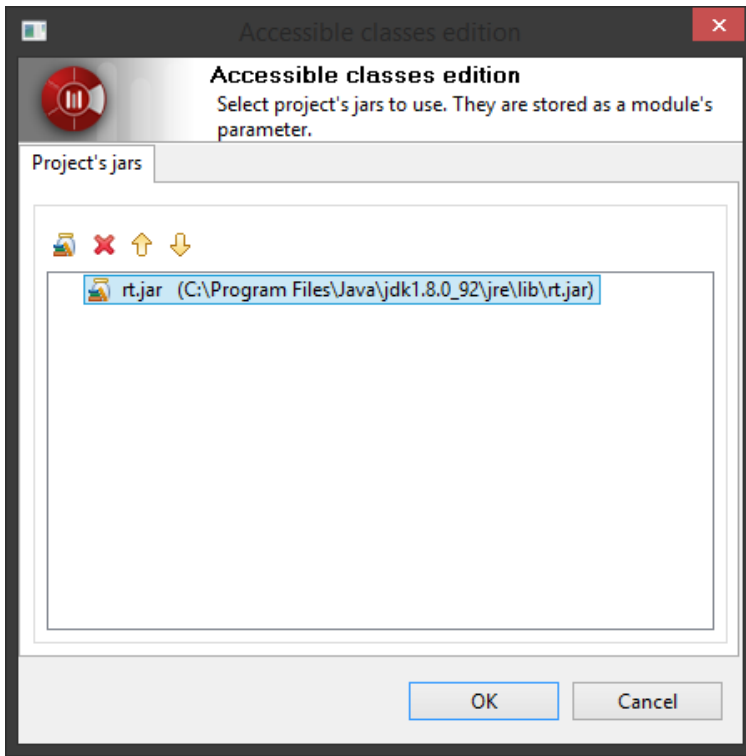 Accessible classes edition
Accessible classes edition
Select project's jars to use. They are stored as a module's
parameter.
Project's jars
rt.jar (C:\Program Files\Java\jdk1.8.0_92\jre\lib\rt.jar)
OK Cancel